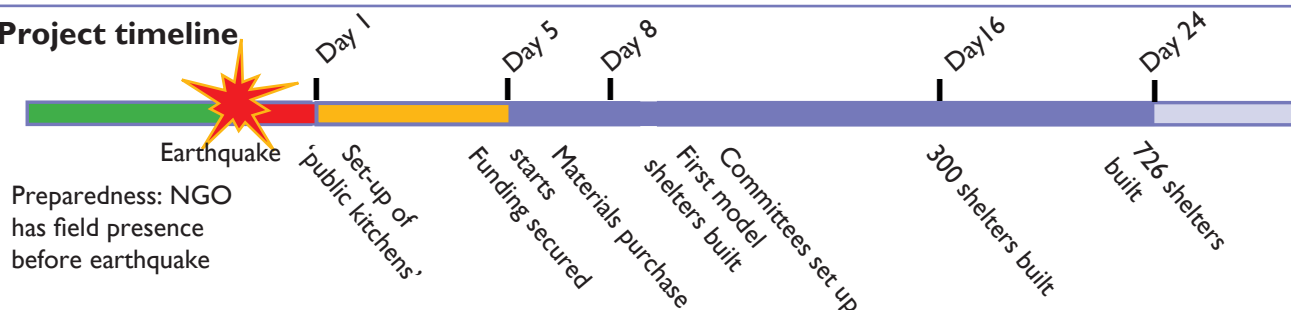 Project timeline
Day 1
Day 5
Day 8
Day16
Day 24
Earthquake
Preparedness: NGO
has field presence
before earthquake
Set-up of
‘public kitchens’
Funding secured
Materials purchase
starts
First model
shelters built
Committees set up
300 shelters built
726 shelters
built